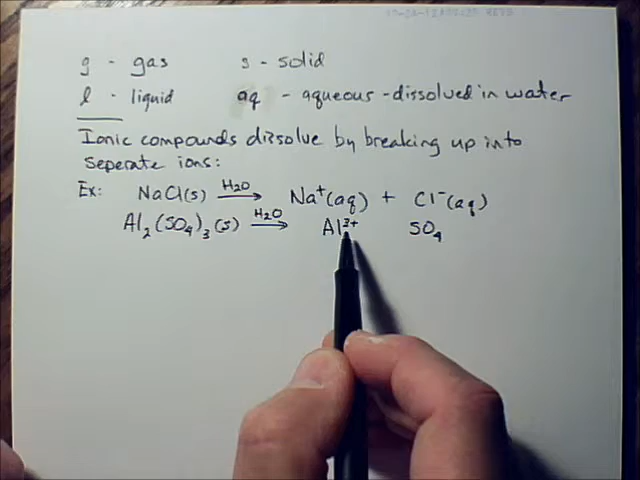 g - gas s - solid
l - liquid aq - aqueous - dissolved in water
Ionic compounds dissolve by breaking up into
seperate ions:
Ex: NaCl(s) H₂O→ Na⁺(aq) + Cl⁻(aq)
Al₂(SO₄)₃(s) H₂O→ Al³⁺ SO₄